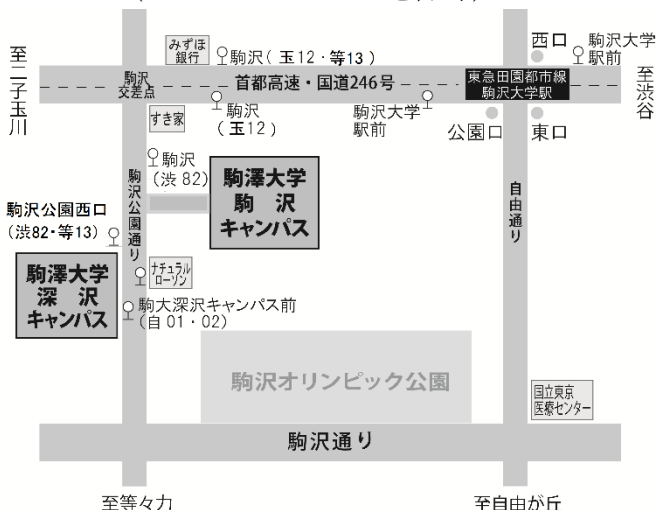 みずほ
銀行
駒沢(玉12・等13)
西口
駒沢大学
駅前
至二子玉川
駒沢
交差点
首都高速・国道246号
東急田園都市線
駒沢大学駅
至渋谷
すき家
駒沢
(玉12)
駒沢大学
駅前
公園口
東口
駒沢
(渋82)
駒澤大学
駒沢
キャンパス
駒沢公園通り
自由通り
駒沢公園西口
(渋82・等13)
駒澤大学
深沢
キャンパス
ナチュラル
ローソン
駒大深沢キャンパス前
(自01・02)
駒沢オリンピック公園
国立東京
医療センター
駒沢通り
至等々力
至自由が丘